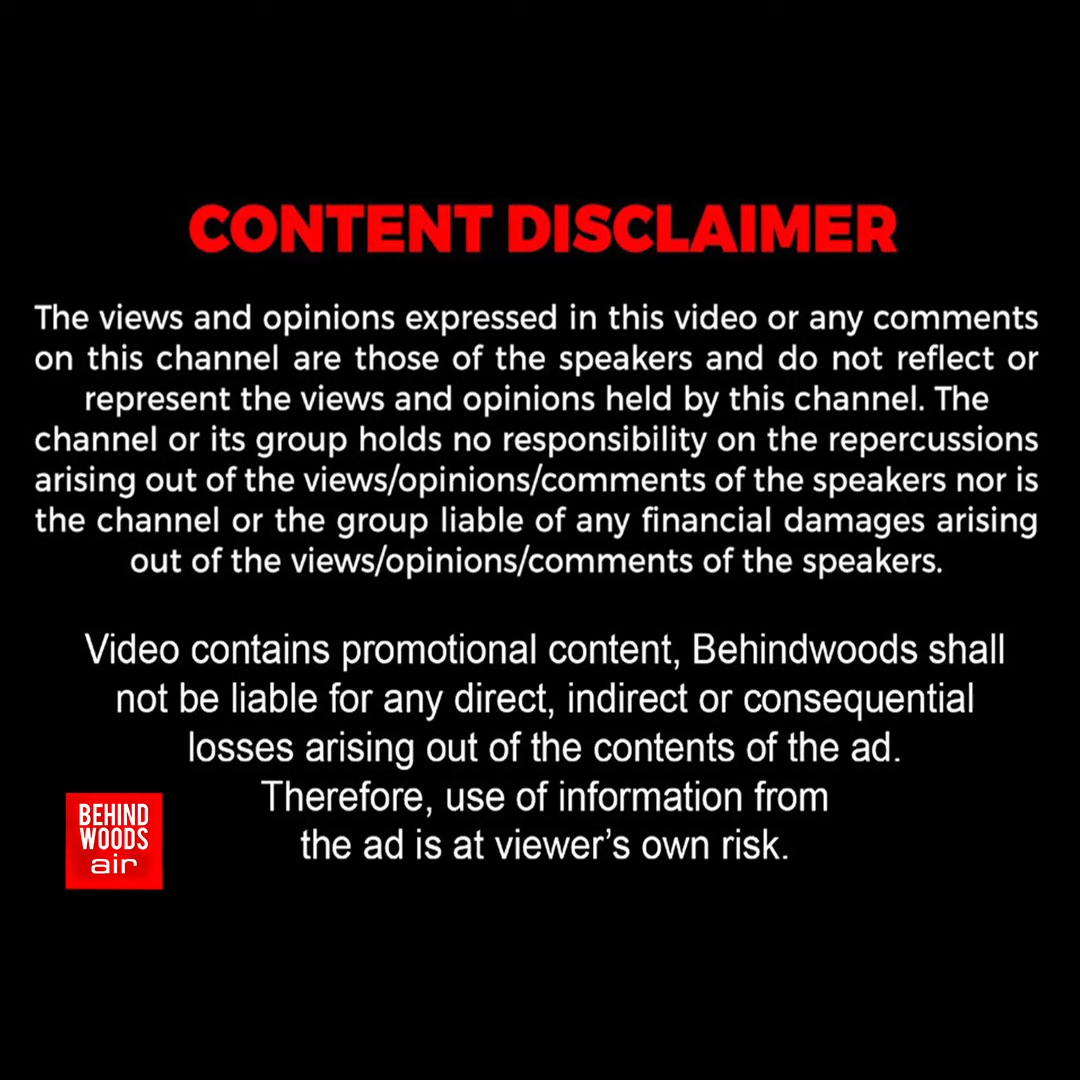 CONTENT DISCLAIMER
The views and opinions expressed in this video or any comments
on this channel are those of the speakers and do not reflect or
represent the views and opinions held by this channel. The
channel or its group holds no responsibility on the repercussions
arising out of the views/opinions/comments of the speakers nor is
the channel or the group liable of any financial damages arising
out of the views/opinions/comments of the speakers.
Video contains promotional content, Behindwoods shall
not be liable for any direct, indirect or consequential
losses arising out of the contents of the ad.
Therefore, use of information from
the ad is at viewer’s own risk.
BEHIND
WOODS
air